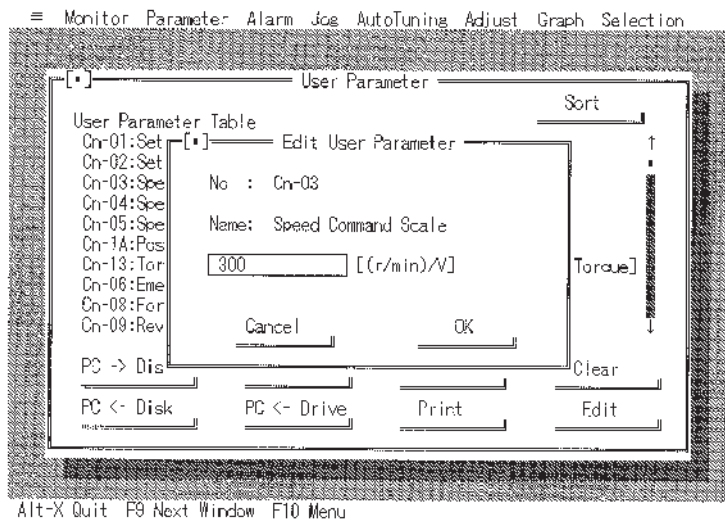 ≡ Monitor Parameter Alarm Jog AutoTuning Adjust Graph Selection
[▪] User Parameter
Sort
User Parameter Table
Cn-01:Set
Cn-02:Set
Cn-03:Spe
Cn-04:Spe
Cn-05:Spe
Cn-1A:Pos
Cn-13:Tor
Cn-06:Eme
Cn-08:For
Cn-09:Rev
[▪] Edit User Parameter
No : Cn-03
Name: Speed Command Scale
300 [(r/min)/V]
Cancel OK
Torque]
PC -> Dis
Clear
PC <- Disk PC <- Drive Print Edit
Alt-X Quit F9 Next Window F10 Menu